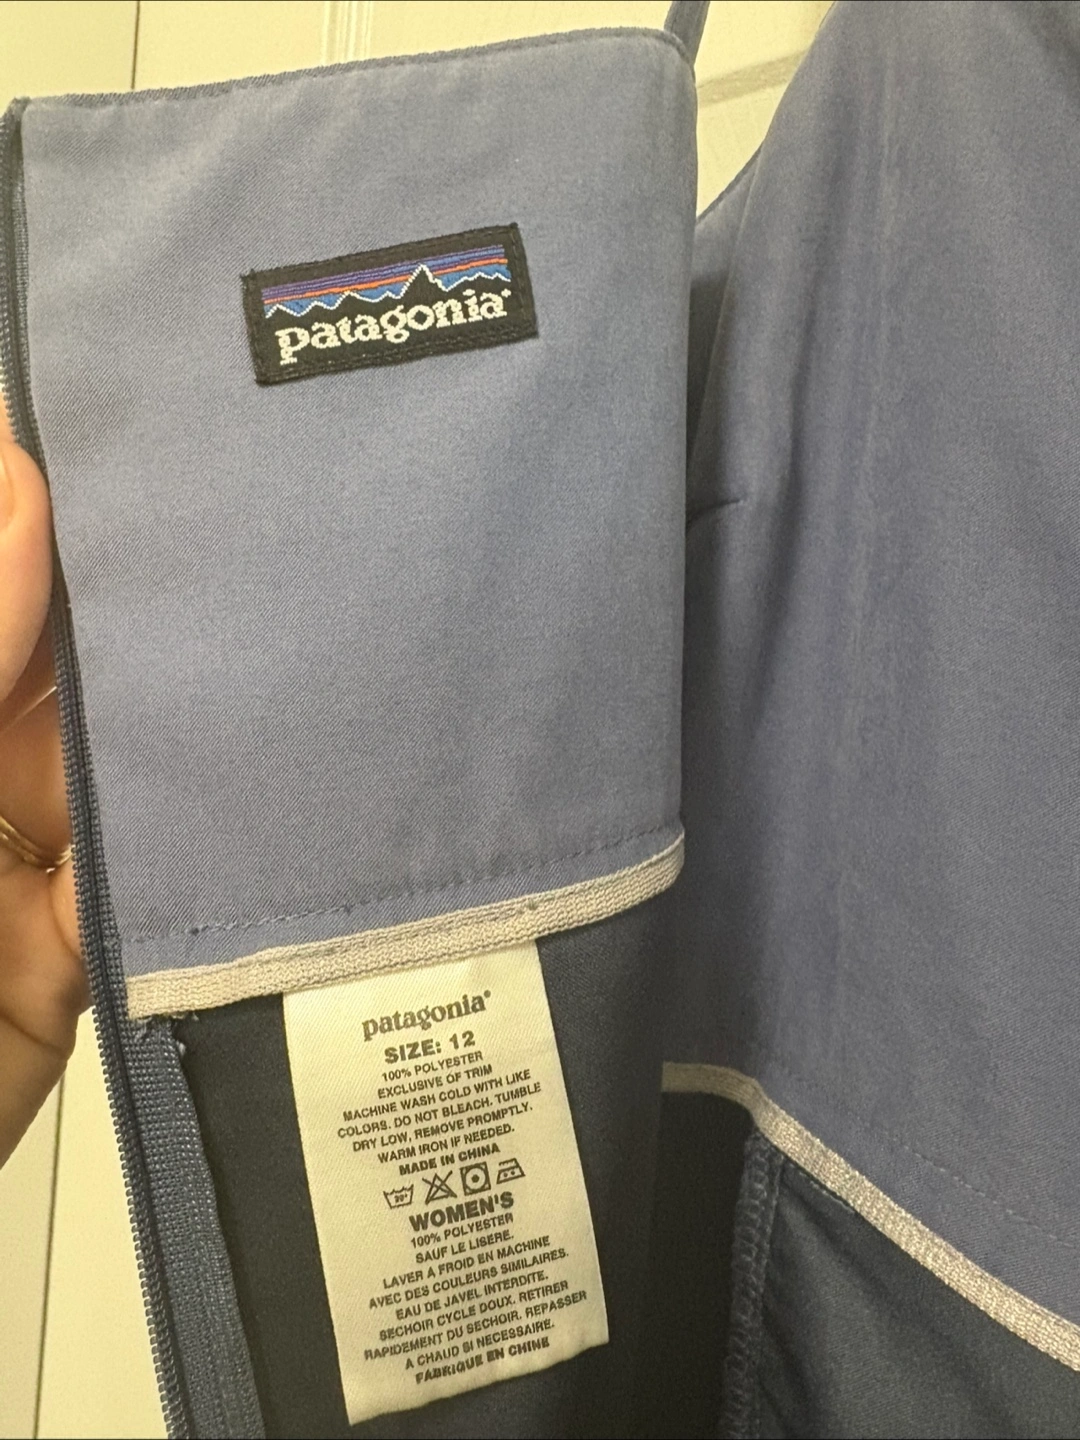 patagonia®
patagonia®
SIZE: 12
100% POLYESTER
EXCLUSIVE OF TRIM
MACHINE WASH COLD WITH LIKE
COLORS. DO NOT BLEACH. TUMBLE
DRY LOW, REMOVE PROMPTLY.
WARM IRON IF NEEDED.
MADE IN CHINA
WOMEN'S
100% POLYESTER
SAUF LE LISERE.
LAVER A FROID EN MACHINE
AVEC DES COULEURS SIMILAIRES.
EAU DE JAVEL INTERDITE.
SECHOIR CYCLE DOUX. RETIRER
RAPIDEMENT DU SECHOIR. REPASSER
A CHAUD SI NECESSAIRE.
FABRIQUE EN CHINE